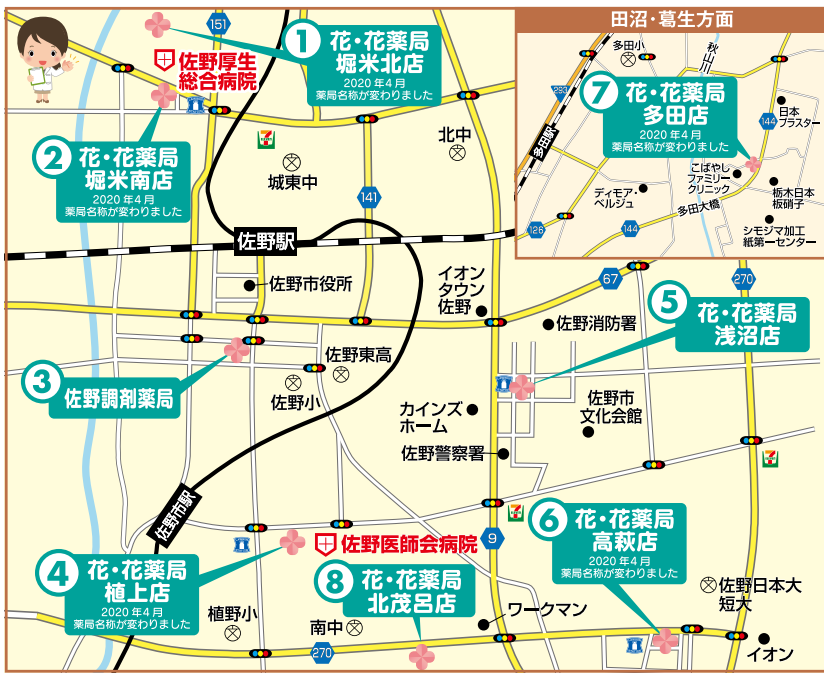 田沼・葛生方面
151
1
花・花薬局
堀米北店
2020年4月
薬局名称が変わりました
佐野厚生
総合病院
2
花・花薬局
堀米南店
2020年4月
薬局名称が変わりました
7
城東中
北中
141
佐野駅
佐野市役所
イオン
タウン
佐野
67
270
5
花・花薬局
浅沼店
佐野消防署
3
佐野調剤薬局
佐野東高
佐野小
カインズ
ホーム
佐野市
文化会館
佐野警察署
7
佐野市駅
7
9
佐野医師会病院
6
花・花薬局
高萩店
2020年4月
薬局名称が変わりました
4
花・花薬局
植上店
2020年4月
薬局名称が変わりました
8
花・花薬局
北茂呂店
植野小
南中
270
ワークマン
佐野日本大
短大
イオン
多田小
秋山川
293
7
花・花薬局
多田店
2020年4月
薬局名称が変わりました
日本
プラスター
144
多田駅
こばやし
ファミリー
クリニック
栃木日本
板硝子
ディモア・
ベルジュ
多田大橋
126
144
シモジマ加工
紙第一センター